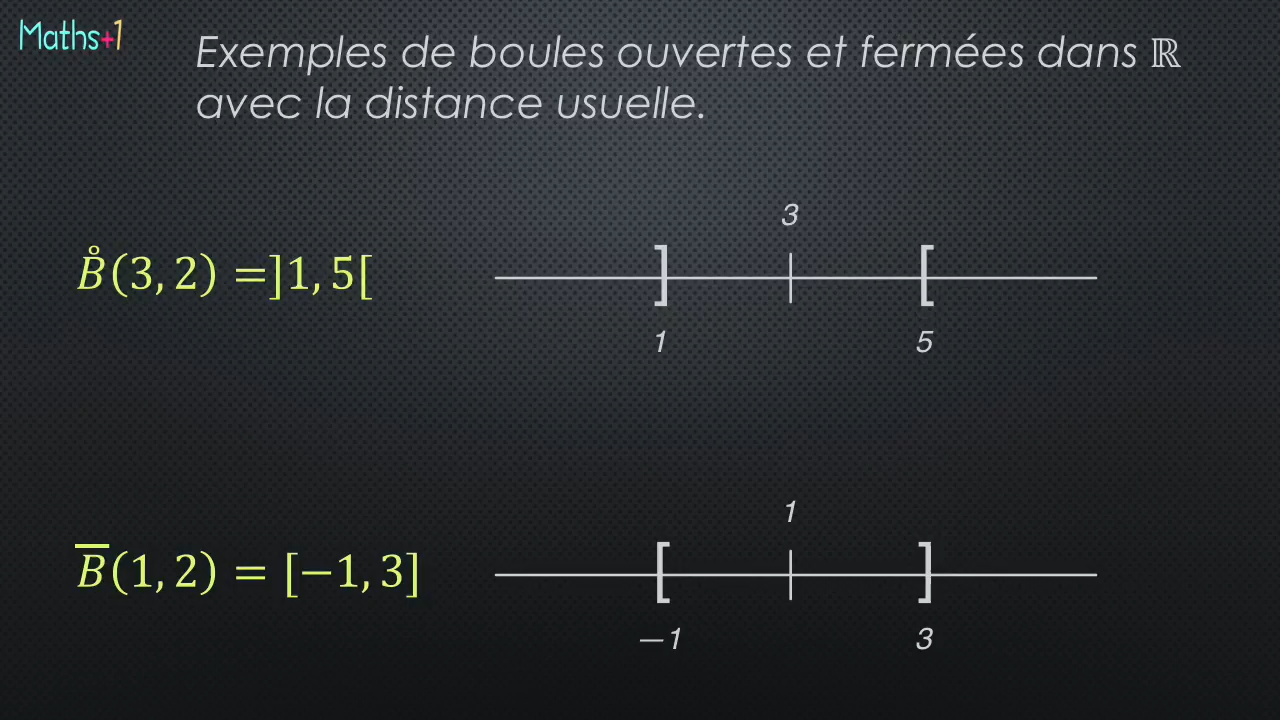 Maths+1
Exemples de boules ouvertes et fermées dans ℝ
avec la distance usuelle.
3
B̊(3, 2) =]1, 5[
] [
1 5
1
B̅(1, 2) = [−1, 3]
[ ]
−1 3